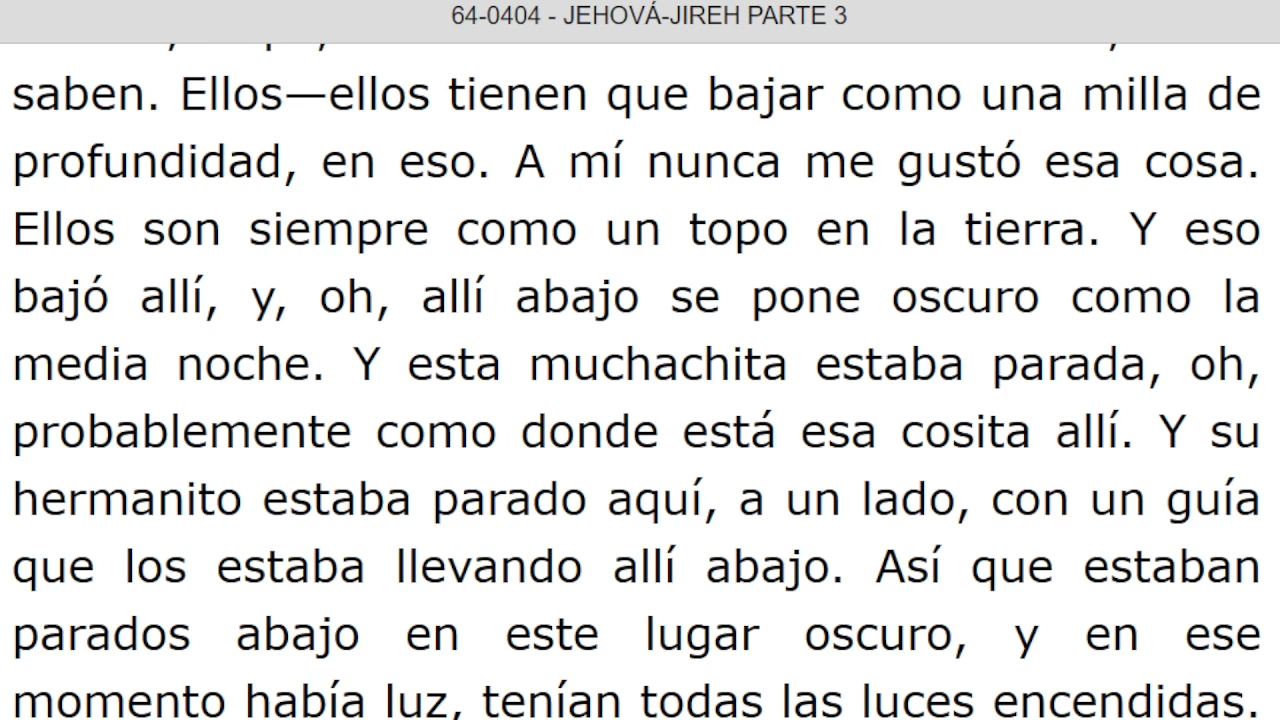 64-0404 - JEHOVÁ-JIREH PARTE 3
saben. Ellos—ellos tienen que bajar como una milla de
profundidad, en eso. A mí nunca me gustó esa cosa.
Ellos son siempre como un topo en la tierra. Y eso
bajó allí, y, oh, allí abajo se pone oscuro como la
media noche. Y esta muchachita estaba parada, oh,
probablemente como donde está esa cosita allí. Y su
hermanito estaba parado aquí, a un lado, con un guía
que los estaba llevando allí abajo. Así que estaban
parados abajo en este lugar oscuro, y en ese
momento había luz, tenían todas las luces encendidas.